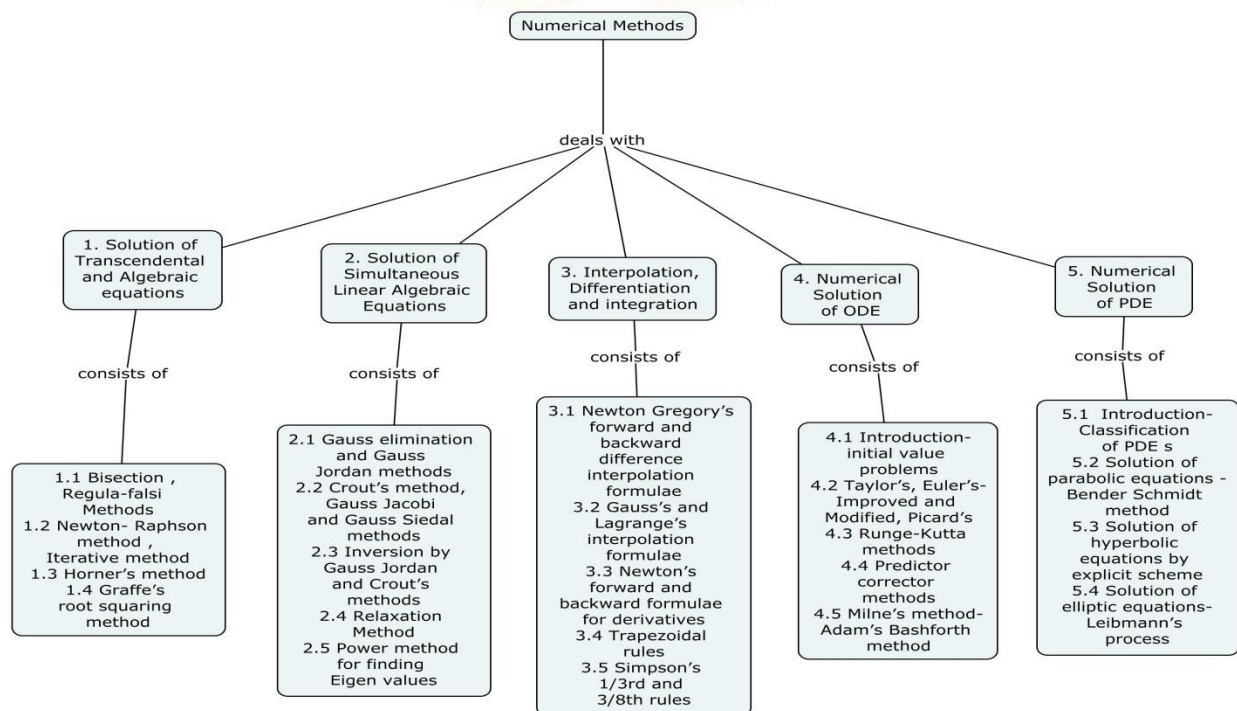 Numerical Methods
deals with
1. Solution of
Transcendental
and Algebraic
equations
2. Solution of
Simultaneous
Linear Algebraic
Equations
3. Interpolation,
Differentiation
and integration
4. Numerical
Solution
of ODE
5. Numerical
Solution
of PDE
consists of
consists of
consists of
consists of
consists of
1.1 Bisection ,
Regula-falsi
Methods
1.2 Newton- Raphson
method ,
Iterative method
1.3 Horner's method
1.4 Graffe's
root squaring
method
2.1 Gauss elimination
and Gauss
Jordan methods
2.2 Crout's method,
Gauss Jacobi
and Gauss Siedal
methods
2.3 Inversion by
Gauss Jordan
and Crout's
methods
2.4 Relaxation
Method
2.5 Power method
for finding
Eigen values
3.1 Newton Gregory's
forward and
backward
difference
interpolation
formulae
3.2 Gauss's and
Lagrange's
interpolation
formulae
3.3 Newton's
forward and
backward formulae
for derivatives
3.4 Trapezoidal
rules
3.5 Simpson's
1/3rd and
3/8th rules
4.1 Introduction-
initial value
problems
4.2 Taylor's, Euler's-
Improved and
Modified, Picard's
4.3 Runge-Kutta
methods
4.4 Predictor
corrector
methods
4.5 Milne's method-
Adam's Bashforth
method
5.1 Introduction-
Classification
of PDE s
5.2 Solution of
parabolic equations -
Bender Schmidt
method
5.3 Solution of
hyperbolic
equations by
explicit scheme
5.4 Solution of
elliptic equations-
Leibmann's
process